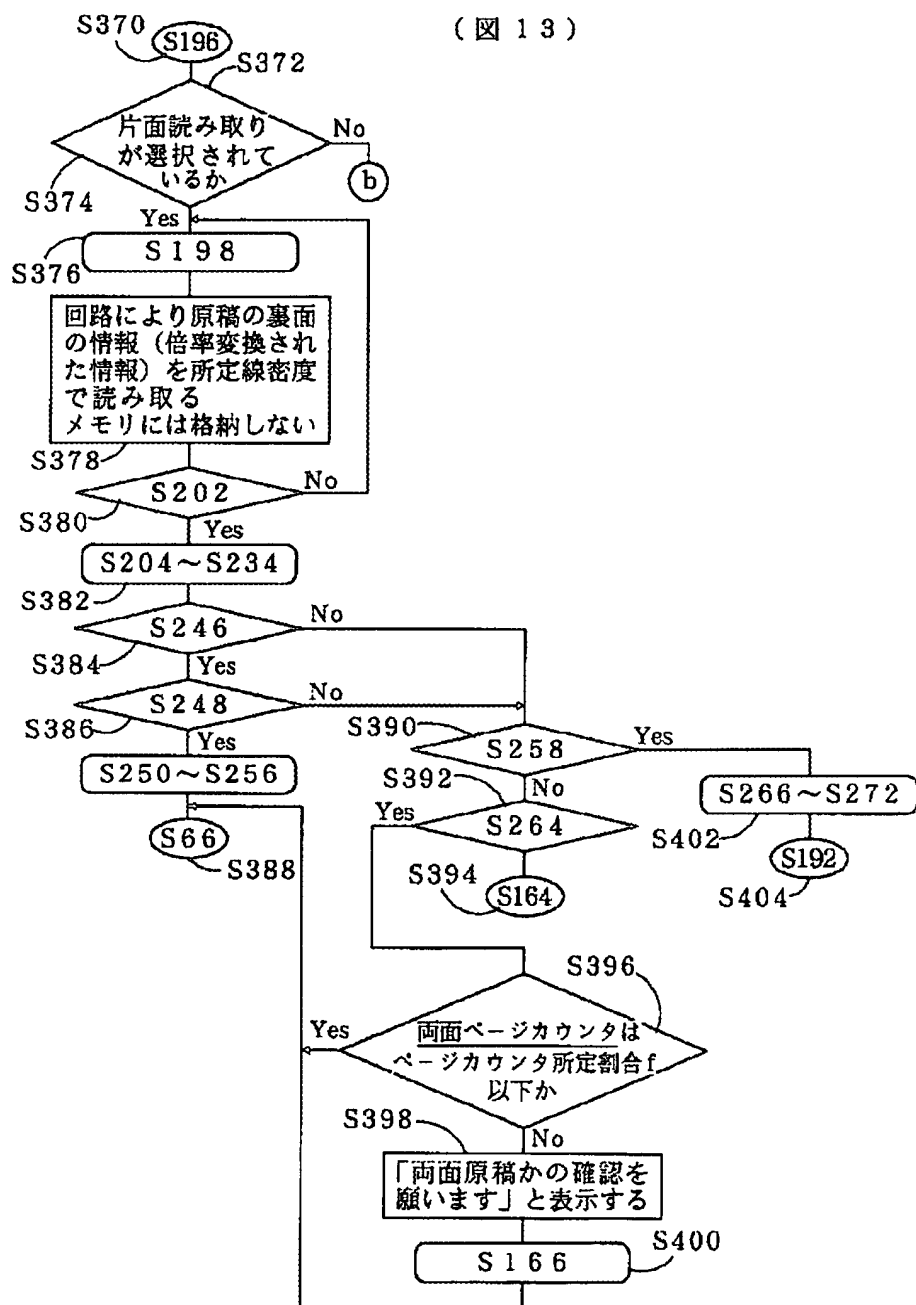 (図 13)
S370
S196
S372
片面読み取り
が選択されて
いるか
No
b
S374
Yes
S198
S376
回路により原稿の裏面
の情報(倍率変換され
た情報)を所定線密度
で読み取る
メモリには格納しない
S378
S202
No
S380
Yes
S204～S234
S382
S246
No
S384
Yes
S248
No
S386
Yes
S390
S258
Yes
S250～S256
S392
No
S266～S272
Yes
S264
S402
S66
S388
S394
S164
S192
S404
S396
Yes
両面ページカウンタは
ページカウンタ所定割合f
以下か
S398
No
「両面原稿かの確認を
願います」と表示する
S400
S166